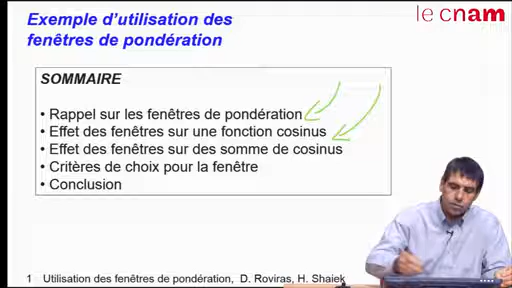 Exemple d'utilisation des
fenêtres de pondération
le cnam
SOMMAIRE
• Rappel sur les fenêtres de pondération
• Effet des fenêtres sur une fonction cosinus
• Effet des fenêtres sur des somme de cosinus
• Critères de choix pour la fenêtre
• Conclusion
1 Utilisation des fenêtres de pondération, D. Roviras, H. Shaiek